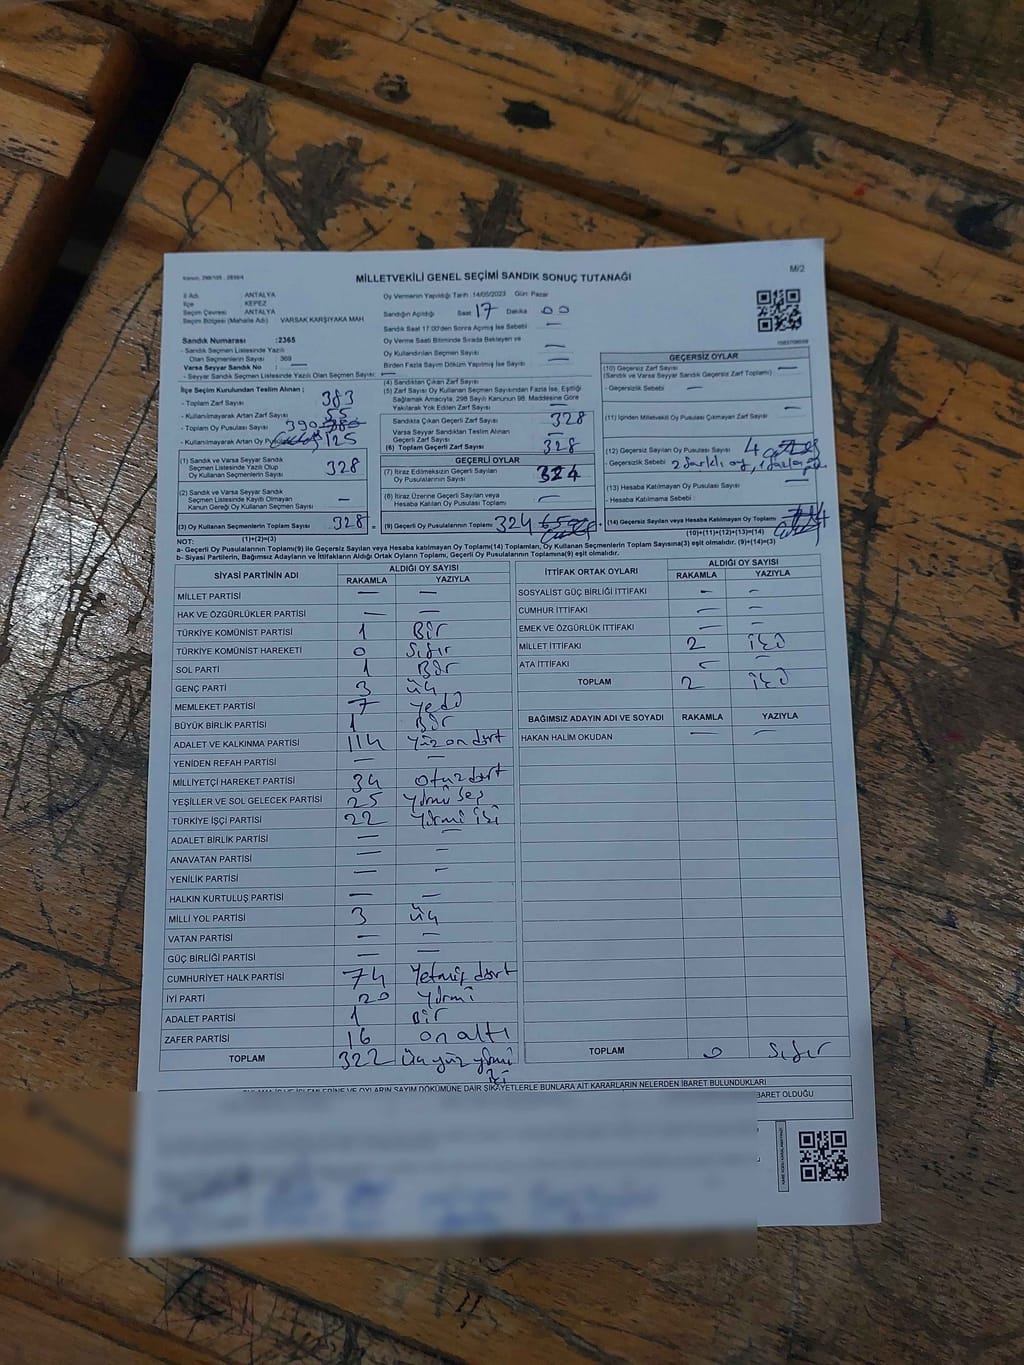 MİLLETVEKİLİ GENEL SEÇİMİ SANDIK SONUÇ TUTANAĞI
M/2
İl Adı : ANTALYA
İlçe : KEPEZ
Seçim Çevresi : ANTALYA
Seçim Bölgesi (Mahalle Adı) : VARSAK KARŞIYAKA MAH
Sandık Numarası :2365
- Sandık Seçmen Listesinde Yazılı
Olan Seçmenlerin Sayısı : 369
Varsa Seyyar Sandık No : —
- Seyyar Sandık Seçmen Listesinde Yazılı Olan Seçmen Sayısı: —
Oy Vermenin Yapıldığı Tarih :14/05/2023 Gün: Pazar
Sandığın Açıldığı Saat 17 Dakika 00
Sandık Saat 17:00'den Sonra Açılmış İse Sebebi : —
Oy Verme Saati Bitiminde Sırada Bekleyen ve
Oy Kullandırılan Seçmen Sayısı : —
Birden Fazla Sayım Döküm Yapılmış İse Sayısı : —
İlçe Seçim Kurulundan Teslim Alınan ;
- Toplam Zarf Sayısı : 383
- Kullanılmayarak Artan Zarf Sayısı : 55
- Toplam Oy Pusulası Sayısı : 390
- Kullanılmayarak Artan Oy Pusulası Sayısı : 125
(1) Sandık ve Varsa Seyyar Sandık
Seçmen Listesinde Yazılı Olup
Oy Kullanan Seçmenlerin Sayısı : 328
(2) Sandık ve Varsa Seyyar Sandık
Seçmen Listesinde Kayıtlı Olmayan
Kanun Gereği Oy Kullanan Seçmenlerin Sayısı : —
(3) Oy Kullanan Seçmenlerin Toplam Sayısı : 328
(1)+(2)=(3)
(4) Sandıktan Çıkan Zarf Sayısı :
(5) Zarf Sayısı Oy Kullanan Seçmen Sayısından Fazla İse, Eşitliği
Sağlamak Amacıyla, 298 Sayılı Kanunun 98. Maddesine Göre
Yakılarak Yok Edilen Zarf Sayısı : —
Sandıkta Çıkan Geçerli Zarf Sayısı : 328
Varsa Seyyar Sandıktan Teslim Alınan
Geçerli Zarf Sayısı : —
(6) Toplam Geçerli Zarf Sayısı : 328
GEÇERLİ OYLAR
(7) İtiraz Edilmeksizin Geçerli Sayılan
Oy Pusulalarının Sayısı : 324
(8) İtiraz Üzerine Geçerli Sayılan veya
Hesaba Katılan Oy Pusulası Toplamı : —
(9) Geçerli Oy Pusulalarının Toplamı : 324
GEÇERSİZ OYLAR
(10) Geçersiz Zarf Sayısı : —
(Sandık ve Varsa Seyyar Sandık Geçersiz Zarf Toplamı)
- Geçersizlik Sebebi : —
(11) İçinden Milletvekili Oy Pusulası Çıkmayan Zarf Sayısı : —
(12) Geçersiz Sayılan Oy Pusulası Sayısı : 4
- Geçersizlik Sebebi :
(13) Hesaba Katılmayan Oy Pusulası Sayısı : —
- Hesaba Katılmama Sebebi :
(14) Geçersiz Sayılan veya Hesaba Katılmayan Oy Toplamı :
(10)+(11)+(12)+(13)=(14)
NOT:
a- Geçerli Oy Pusulaları Toplamı(9) ile Geçersiz Sayılan veya Hesaba katılmayan Oy Toplamı(14) Toplamları, Oy Kullanan Seçmenlerin Toplam Sayısına(3) eşit olmalıdır. (9)+(14)=(3)
b- Siyasi Partilerin, Bağımsız Adayların ve İttifakların Aldığı Ortak Oyların Toplamı, Geçerli Oy Pusulalarının Toplamına(9) eşit olmalıdır.
SİYASİ PARTİNİN ADI ALDIĞI OY SAYISI
RAKAMLA YAZIYLA
MİLLET PARTİSİ — —
HAK VE ÖZGÜRLÜKLER PARTİSİ — —
TÜRKİYE KOMÜNİST PARTİSİ 1 Bir
TÜRKİYE KOMÜNİST HAREKETİ 0 Sıfır
SOL PARTİ 1 Bir
GENÇ PARTİ 3 üç
MEMLEKET PARTİSİ 7 yedi
BÜYÜK BİRLİK PARTİSİ 1 Bir
ADALET VE KALKINMA PARTİSİ 114 Yüz on dört
YENİDEN REFAH PARTİSİ — —
MİLLİYETÇİ HAREKET PARTİSİ 34 otuz dört
YEŞİLLER VE SOL GELECEK PARTİSİ 25 Yirmi beş
TÜRKİYE İŞÇİ PARTİSİ 22 Yirmi iki
ADALET BİRLİK PARTİSİ — —
ANAVATAN PARTİSİ — —
YENİLİK PARTİSİ — —
HALKIN KURTULUŞ PARTİSİ — —
MİLLİ YOL PARTİSİ 3 üç
VATAN PARTİSİ — —
GÜÇ BİRLİĞİ PARTİSİ — —
CUMHURİYET HALK PARTİSİ 74 Yetmiş dört
İYİ PARTİ 20 Yirmi
ADALET PARTİSİ 1 Bir
ZAFER PARTİSİ 16 on altı
TOPLAM 322 üç yüz yirmi iki
İTTİFAK ORTAK OYLARI ALDIĞI OY SAYISI
RAKAMLA YAZIYLA
SOSYALİST GÜÇ BİRLİĞİ İTTİFAKI — —
CUMHUR İTTİFAKI — —
EMEK VE ÖZGÜRLÜK İTTİFAKI — —
MİLLET İTTİFAKI 2 iki
ATA İTTİFAKI — —
TOPLAM 2 iki
BAĞIMSIZ ADAYIN ADI VE SOYADI RAKAMLA YAZIYLA
HAKAN HALİM OKUDAN — —
TOPLAM 0 Sıfır
OYLARIN SAYIM DÖKÜMÜNE DAİR ŞİKAYETLERLE BUNLARA AİT KARARLARIN NELERDEN İBARET BULUNDUKLARI
İBARET OLDUĞU